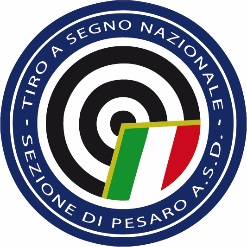 - TIRO A SEGNO NAZIONALE -
SEZIONE DI PESARO A.S.D.